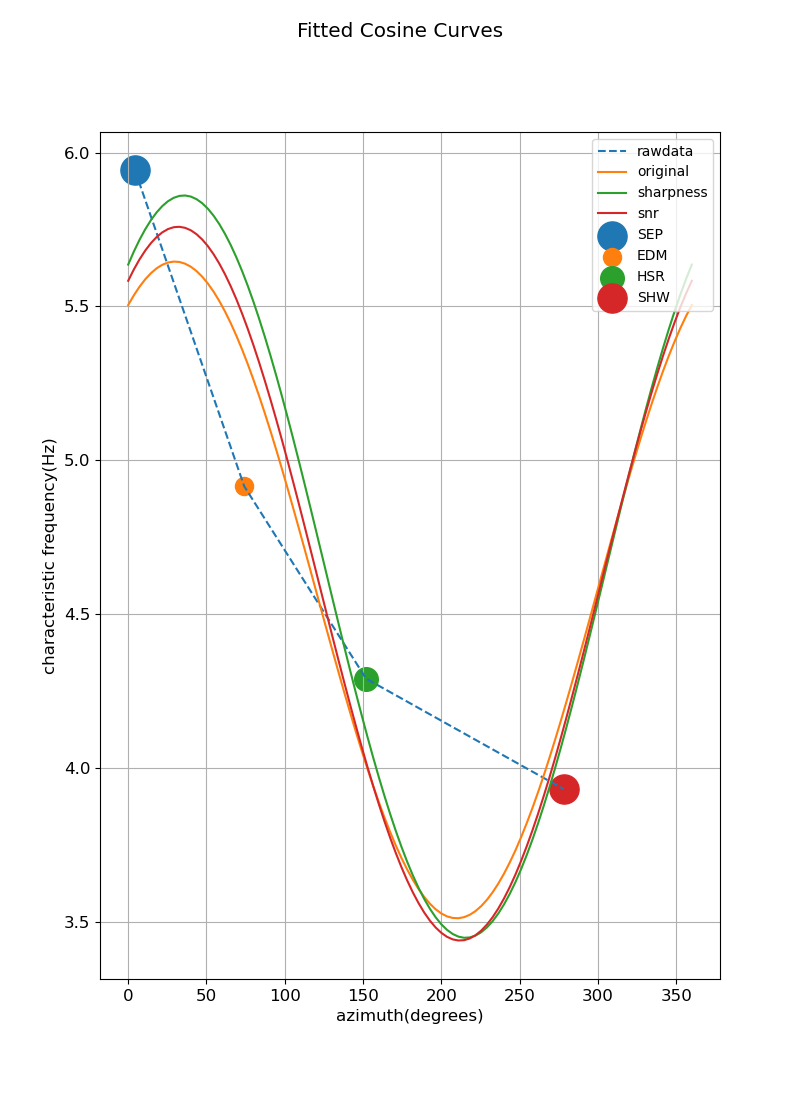 Fitted Cosine Curves
6.0
5.5
5.0
4.5
4.0
3.5
characteristic frequency(Hz)
rawdata
original
sharpness
snr
SEP
EDM
HSR
SHW
0 50 100 150 200 250 300 350
azimuth(degrees)